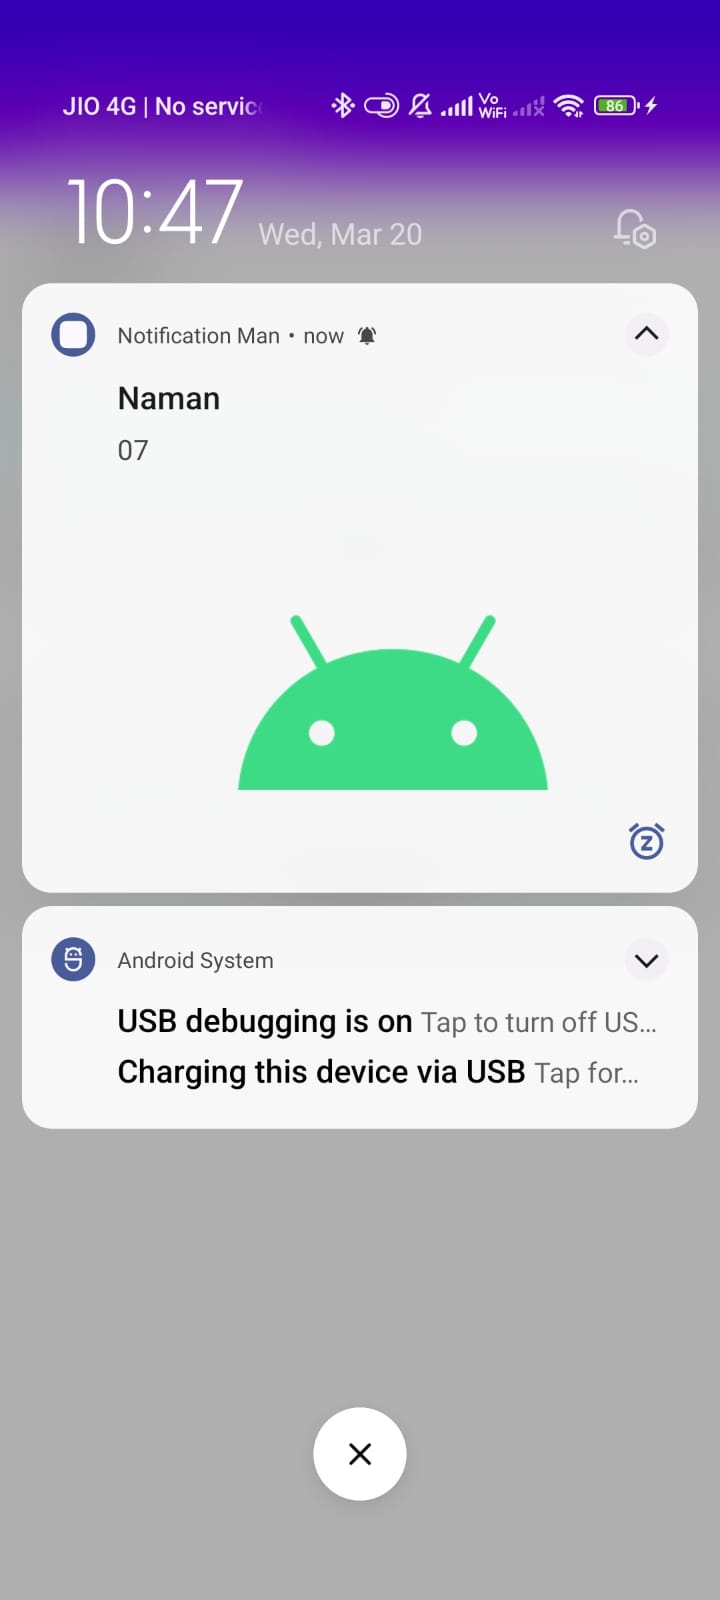 JIO 4G | No servic
Vo
WiFi
86
10:47 Wed, Mar 20
Notification Man • now
Naman
07
Z
Android System
USB debugging is on Tap to turn off US...
Charging this device via USB Tap for...